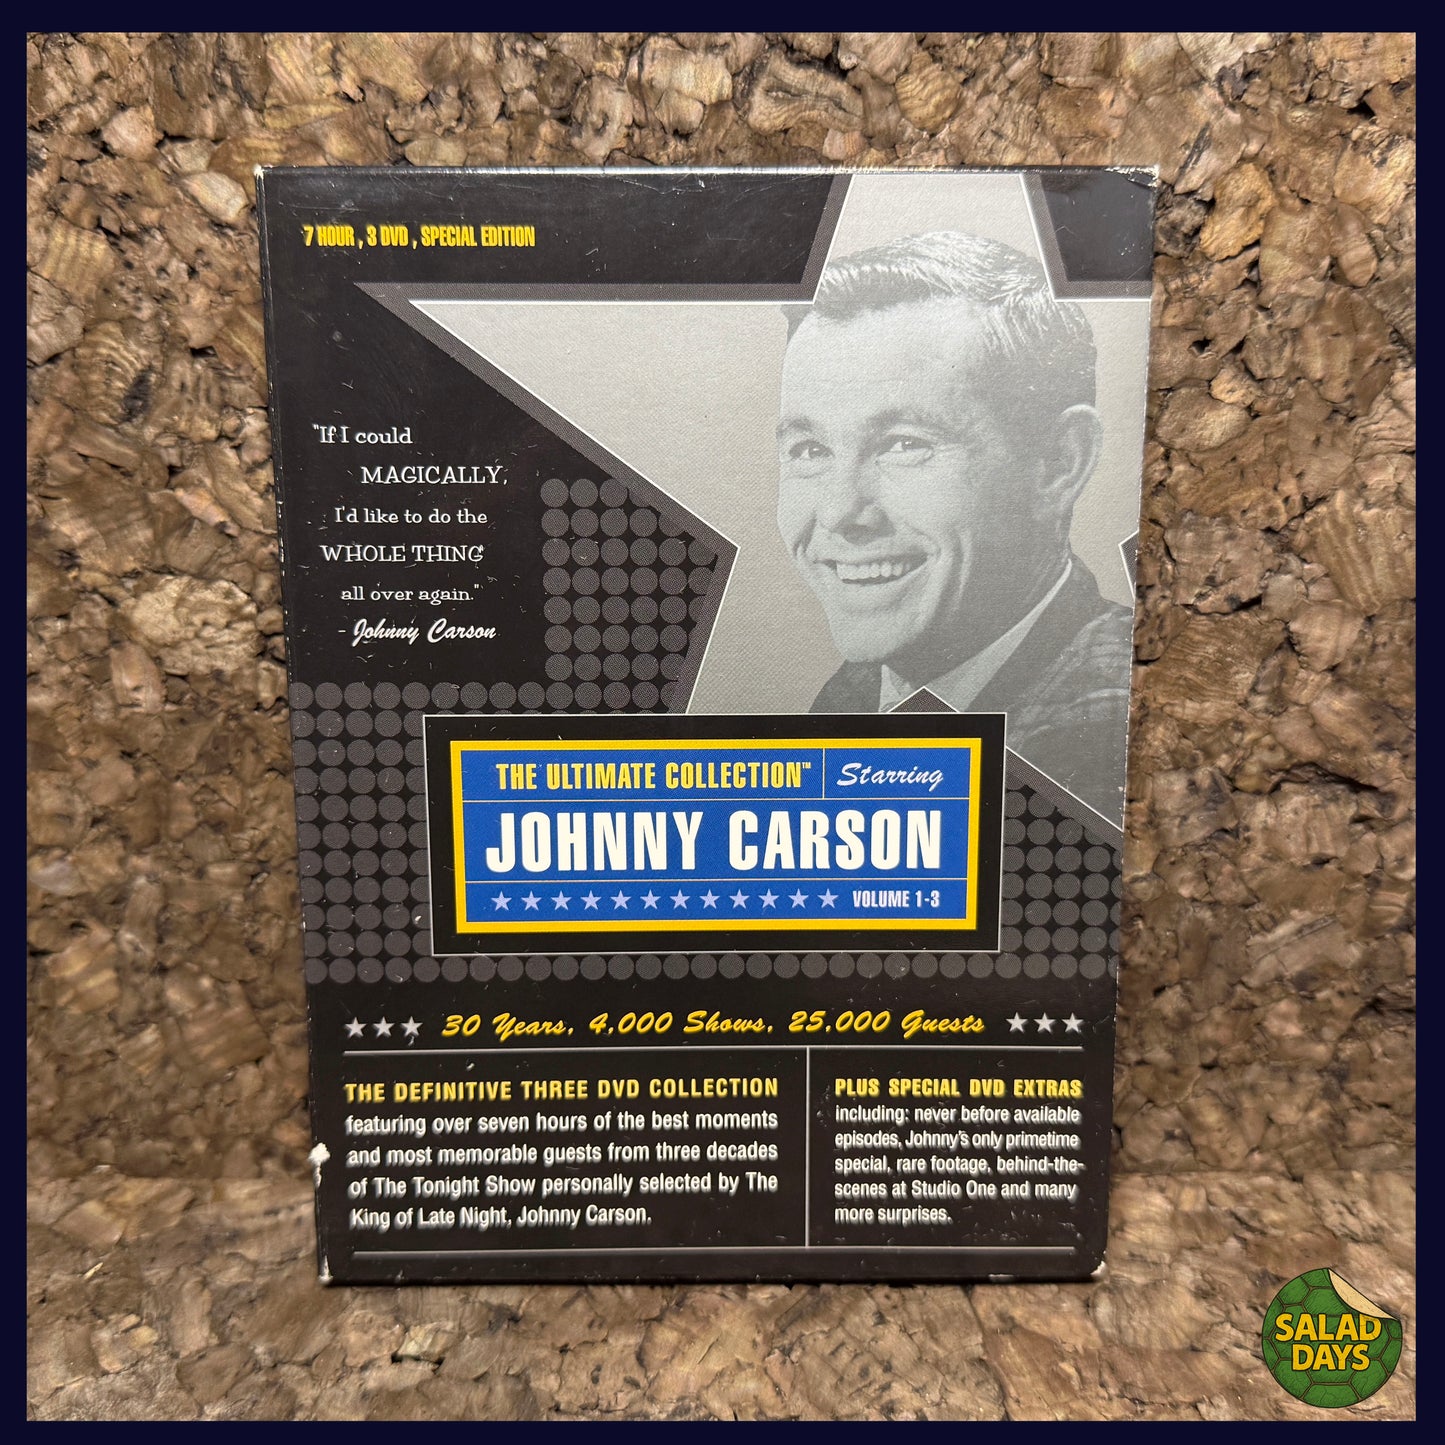 7 HOUR , 3 DVD , SPECIAL EDITION
"If I could
MAGICALLY,
I'd like to do the
WHOLE THING
all over again."
- Johnny Carson
THE ULTIMATE COLLECTION™ Starring
JOHNNY CARSON
VOLUME 1-3
30 Years, 4,000 Shows, 25,000 Guests
THE DEFINITIVE THREE DVD COLLECTION
featuring over seven hours of the best moments
and most memorable guests from three decades
of The Tonight Show personally selected by The
King of Late Night, Johnny Carson.
PLUS SPECIAL DVD EXTRAS
including: never before available
episodes, Johnny's only primetime
special, rare footage, behind-the-
scenes at Studio One and many
more surprises.
SALAD
DAYS